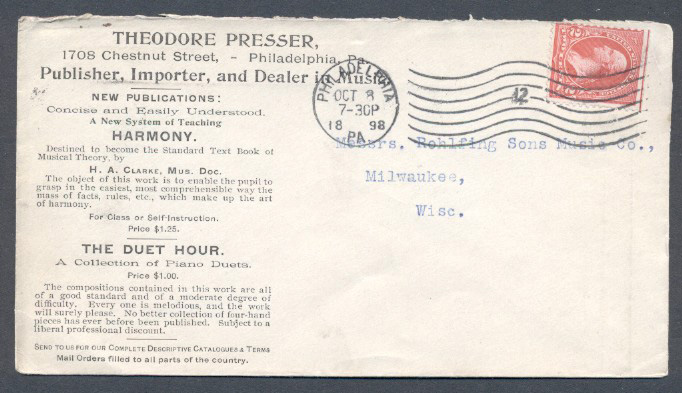 THEODORE PRESSER,
1708 Chestnut Street, - Philadelphia, Pa.
Publisher, Importer, and Dealer in Music
NEW PUBLICATIONS:
Concise and Easily Understood.
A New System of Teaching
HARMONY.
Destined to become the Standard Text Book of
Musical Theory, by
H. A. CLARKE, MUS. DOC.
The object of this work is to enable the pupil to
grasp in the easiest, most comprehensible way the
mass of facts, rules, etc., which make up the art
of harmony.
For Class or Self-Instruction.
Price $1.25.
THE DUET HOUR.
A Collection of Piano Duets.
Price $1.00.
The compositions contained in this work are all
of a good standard and of a moderate degree of
difficulty. Every one is melodious, and the work
will surely please. No better collection of four-hand
pieces has ever before been published. Subject to a
liberal professional discount.
SEND TO US FOR OUR COMPLETE DESCRIPTIVE CATALOGUES & TERMS
Mail Orders filled to all parts of the country.
PHILADELPHIA
OCT 8
7-30P
18 98
PA.
12
Messrs. Rohlfing Sons Music Co.,
Milwaukee,
Wisc.